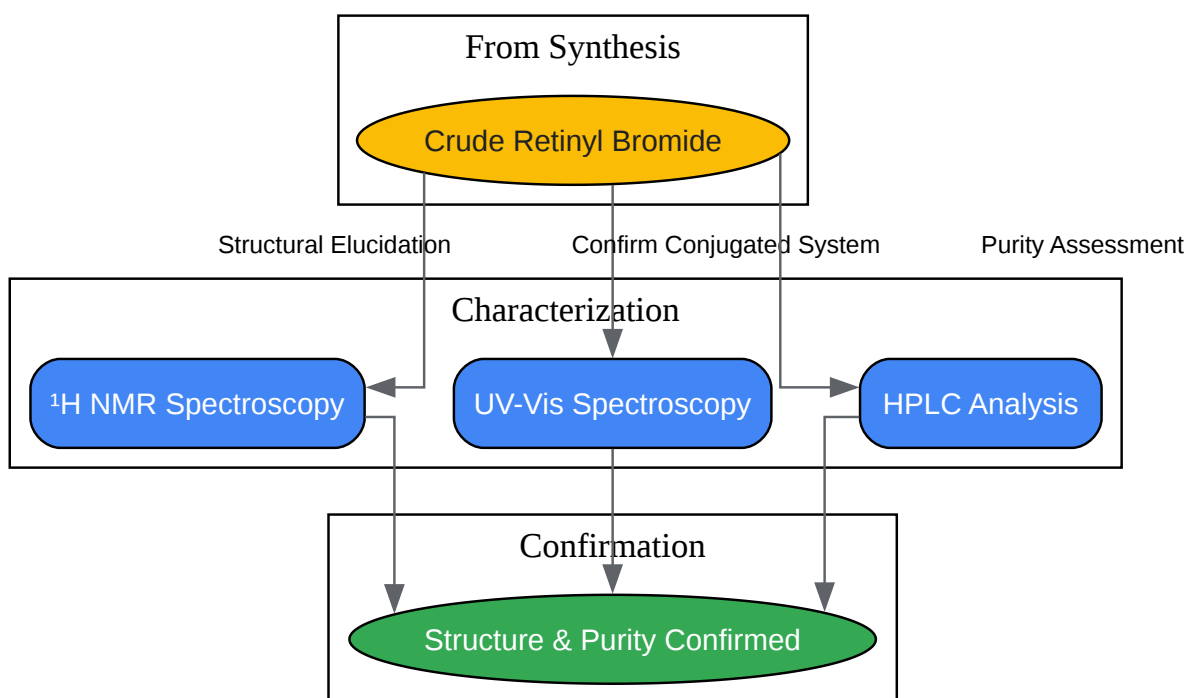 From Synthesis
Crude Retinyl Bromide
Structural Elucidation
Confirm Conjugated System
Purity Assessment
Characterization
¹H NMR Spectroscopy
UV-Vis Spectroscopy
HPLC Analysis
Confirmation
Structure & Purity Confirmed